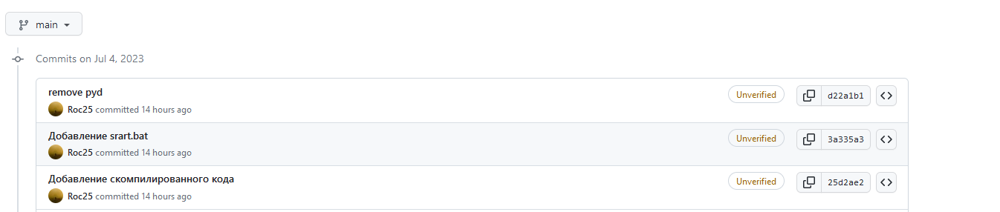 main
Commits on Jul 4, 2023
remove pyd
Roc25 committed 14 hours ago
Unverified
d22a1b1
Добавление srart.bat
Roc25 committed 14 hours ago
Unverified
3a335a3
Добавление скомпилированного кода
Roc25 committed 14 hours ago
Unverified
25d2ae2